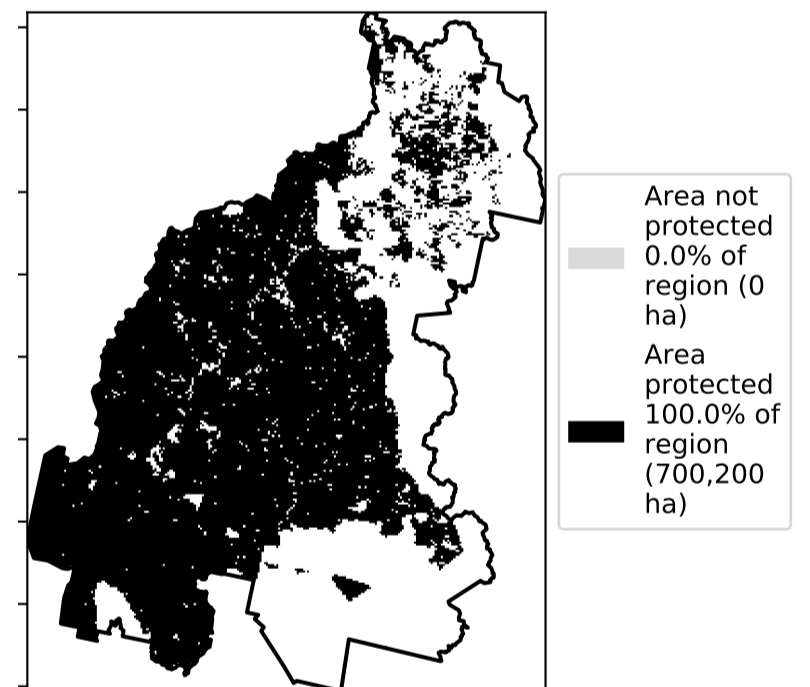 Area not
protected
0.0% of
region (0
ha)
Area
protected
100.0% of
region
(700,200
ha)